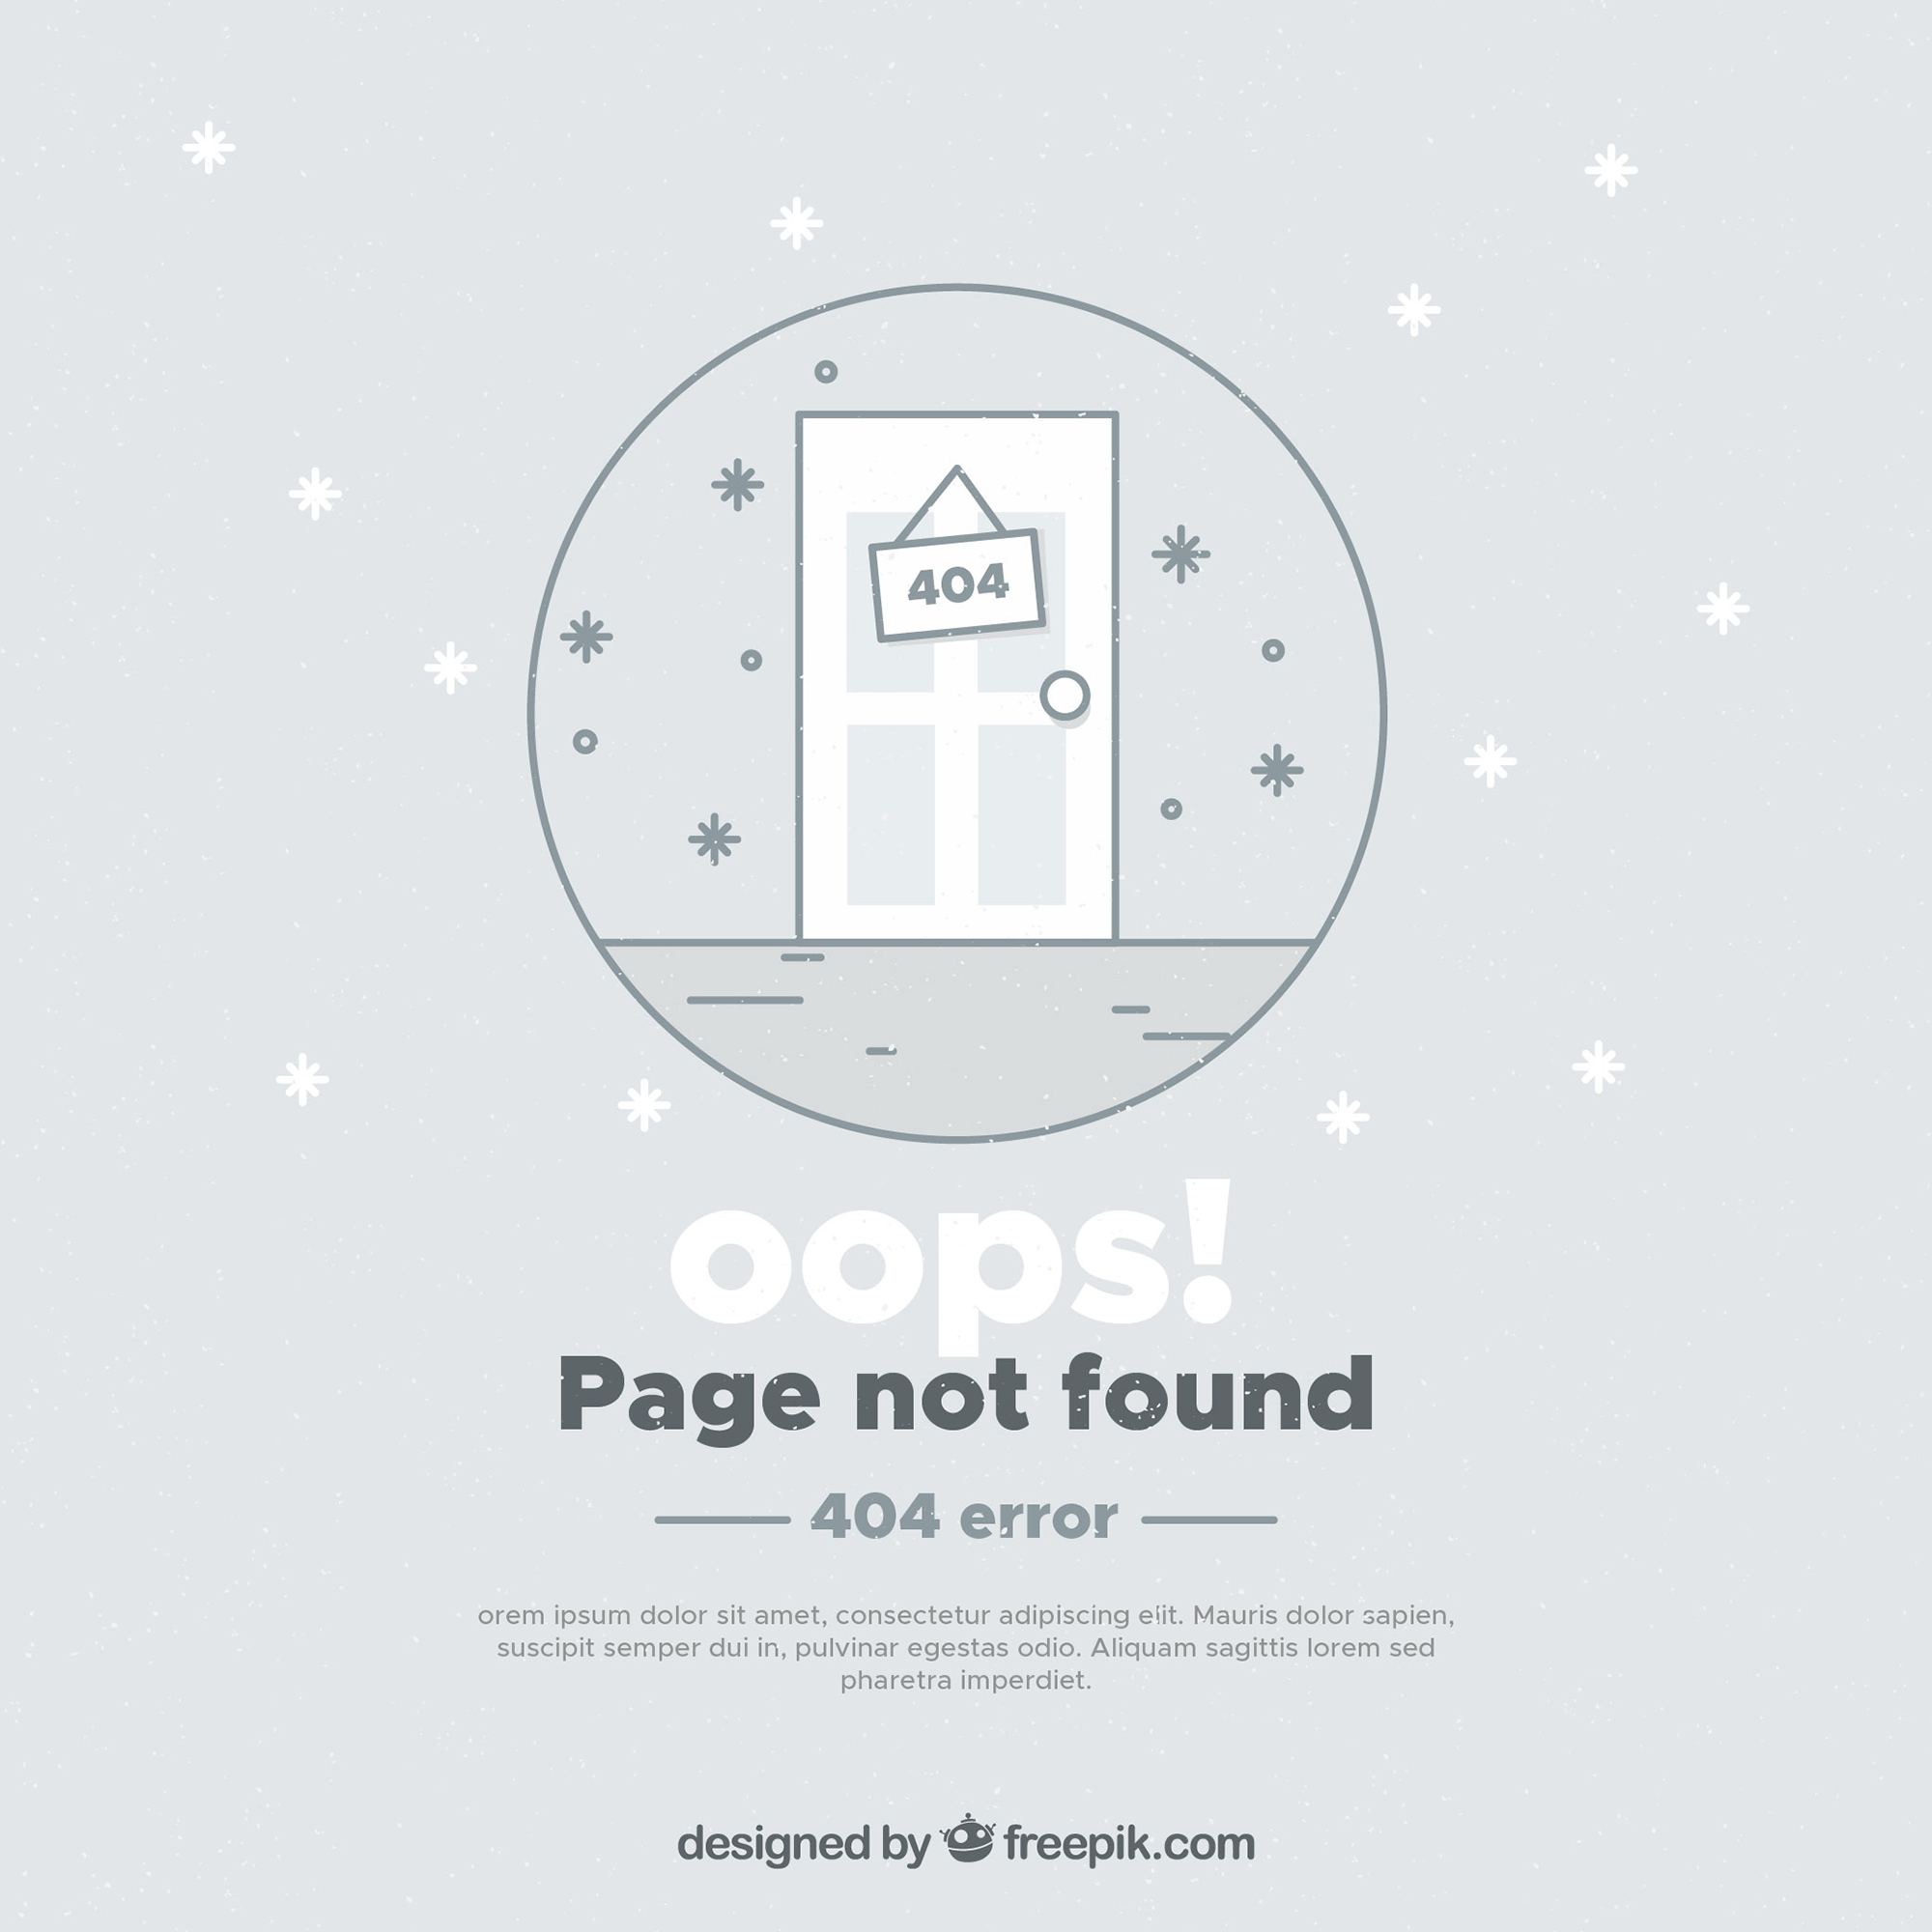 404
oops!
Page not found
404 error
orem ipsum dolor sit amet, consectetur adipiscing elit. Mauris dolor sapien,
suscipit semper dui in, pulvinar egestas odio. Aliquam sagittis lorem sed
pharetra imperdiet.
designed by freepik.com